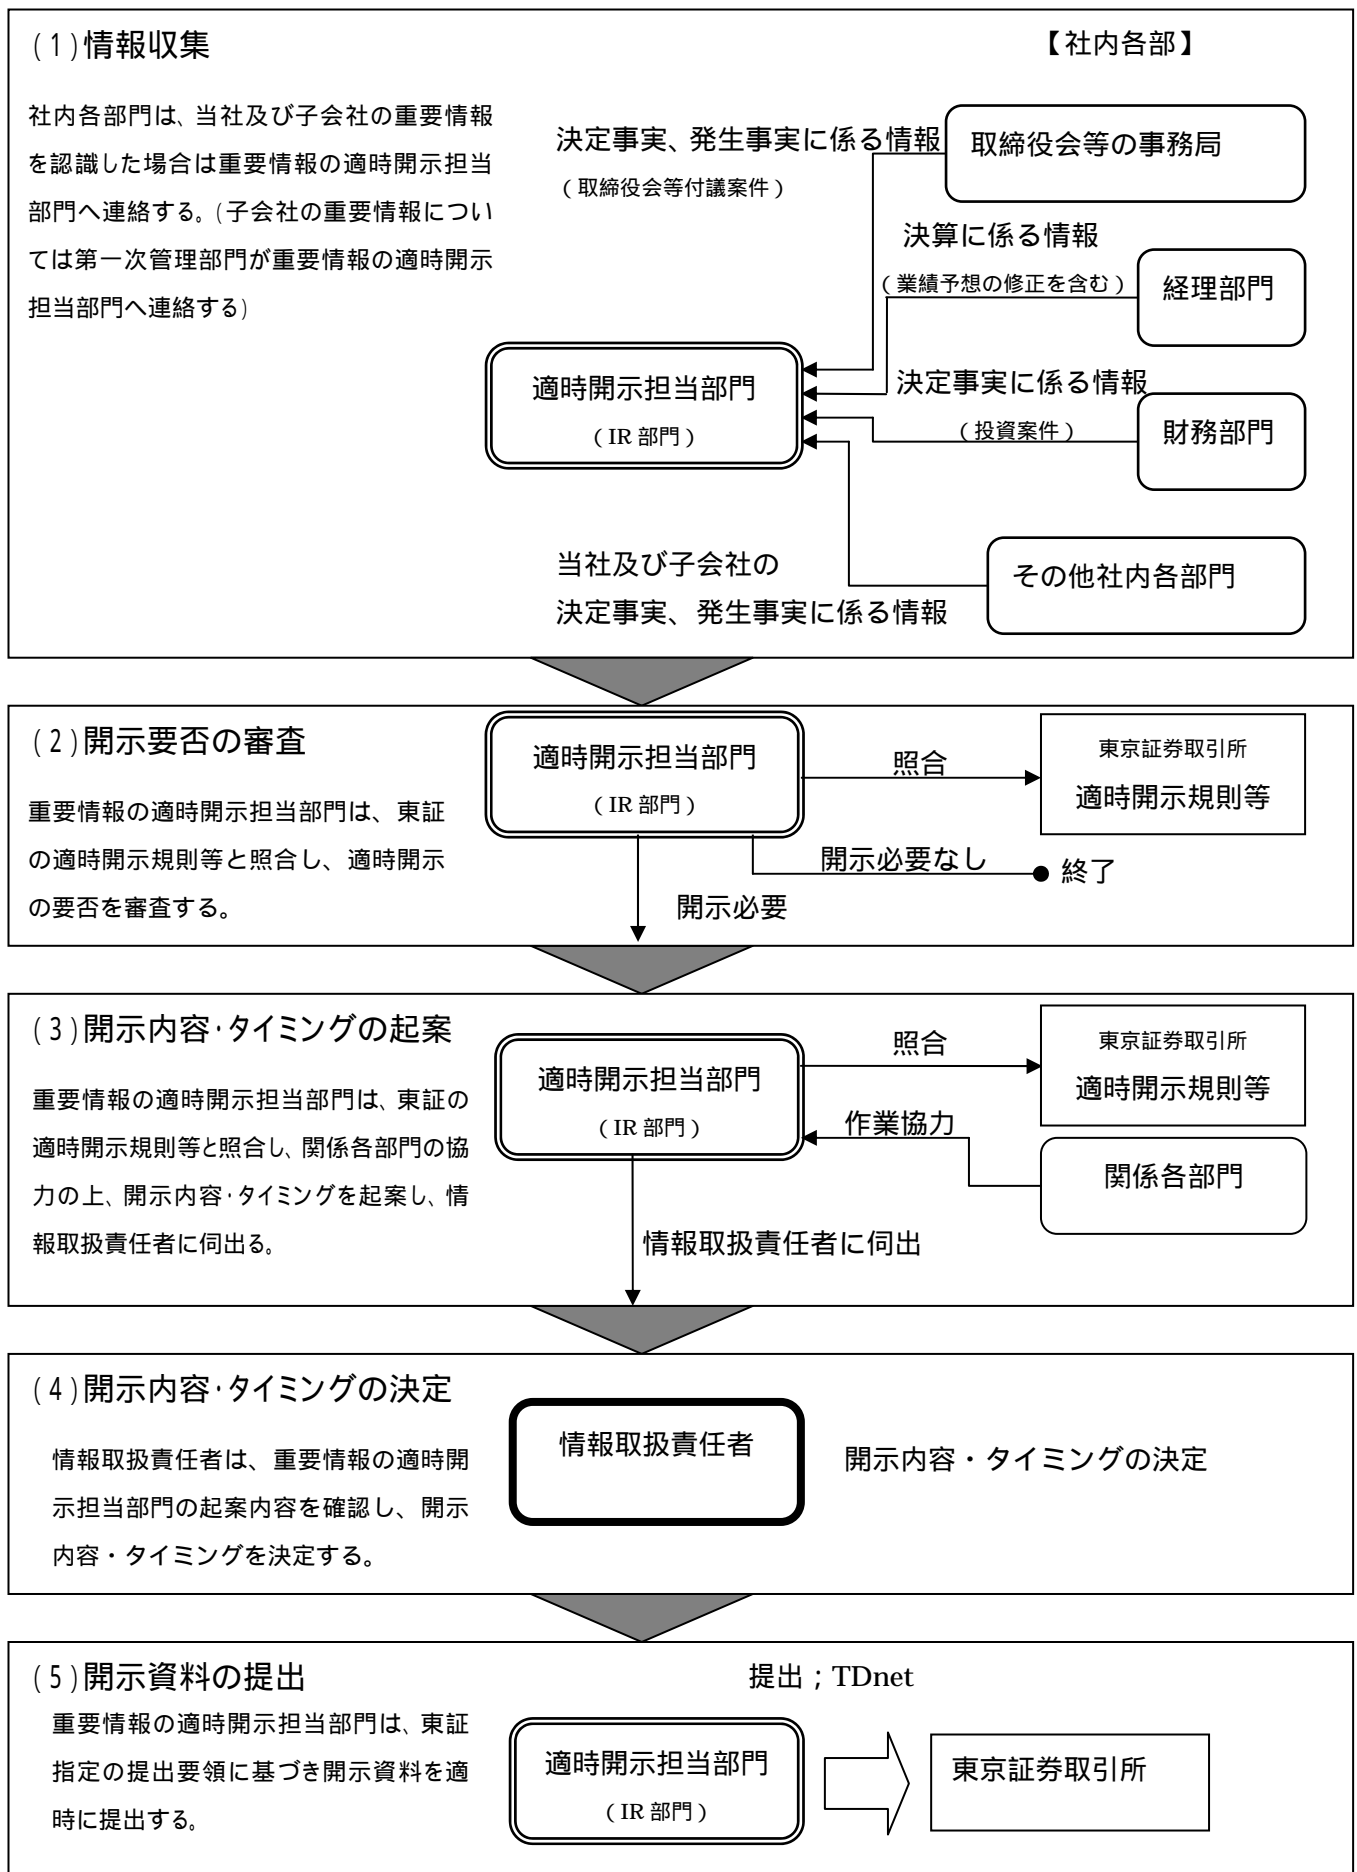 (1)情報収集
【社内各部】
社内各部門は、当社及び子会社の重要情報
を認識した場合は重要情報の適時開示担当
部門へ連絡する。(子会社の重要情報につい
ては第一次管理部門が重要情報の適時開示
担当部門へ連絡する)
決定事実、発生事実に係る情報
(取締役会等付議案件)
取締役会等の事務局
決算に係る情報
(業績予想の修正を含む)
経理部門
適時開示担当部門
(IR 部門)
決定事実に係る情報
(投資案件)
財務部門
当社及び子会社の
決定事実、発生事実に係る情報
その他社内各部門
(2)開示要否の審査
重要情報の適時開示担当部門は、東証
の適時開示規則等と照合し、適時開示
の要否を審査する。
適時開示担当部門
(IR 部門)
照合
東京証券取引所
適時開示規則等
開示必要なし
終了
開示必要
(3)開示内容・タイミングの起案
重要情報の適時開示担当部門は、東証の
適時開示規則等と照合し、関係各部門の協
力の上、開示内容・タイミングを起案し、情
報取扱責任者に伺出る。
適時開示担当部門
(IR 部門)
照合
東京証券取引所
適時開示規則等
作業協力
関係各部門
情報取扱責任者に伺出
(4)開示内容・タイミングの決定
情報取扱責任者は、重要情報の適時開
示担当部門の起案内容を確認し、開示
内容・タイミングを決定する。
情報取扱責任者
開示内容・タイミングの決定
(5)開示資料の提出
重要情報の適時開示担当部門は、東証
指定の提出要領に基づき開示資料を適
時に提出する。
提出;TDnet
適時開示担当部門
(IR 部門)
東京証券取引所